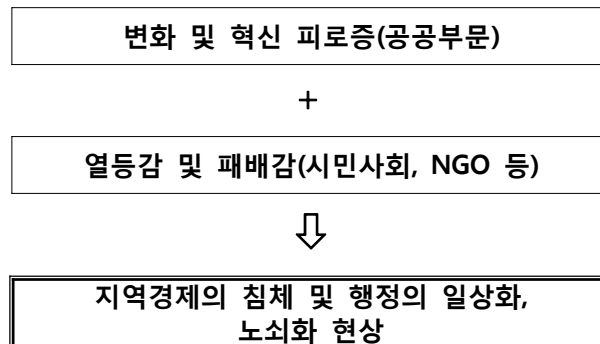 변화 및 혁신 피로증(공공부문)
+
열등감 및 패배감(시민사회, NGO 등)
지역경제의 침체 및 행정의 일상화,
노쇠화 현상